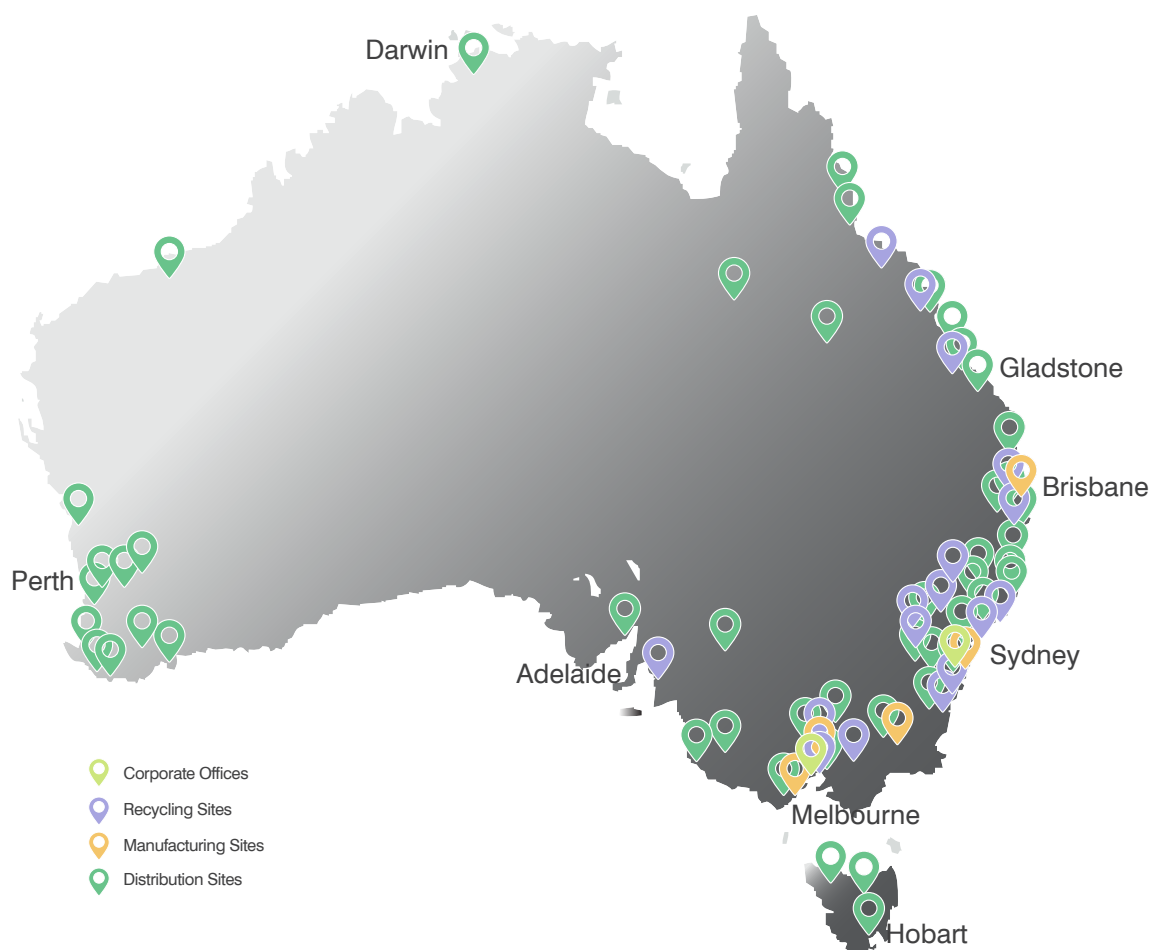 Darwin
Gladstone
Brisbane
Perth
Sydney
Adelaide
Corporate Offices
Recycling Sites
Melbourne
Manufacturing Sites
Distribution Sites
Hobart